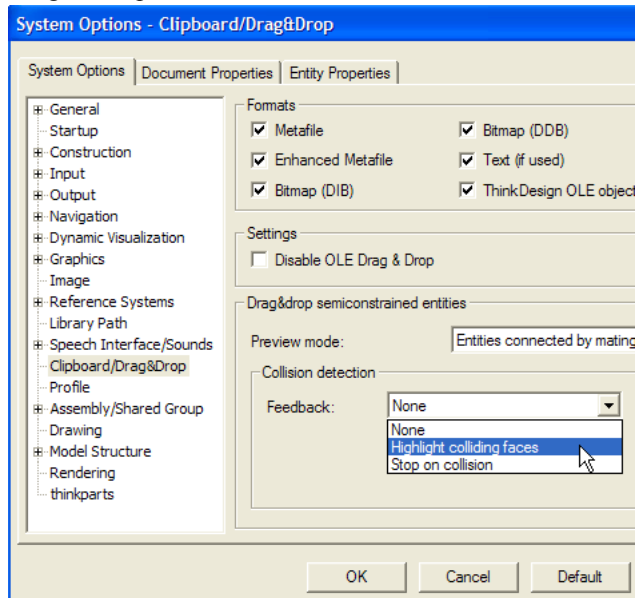 System Options - Clipboard/Drag&Drop
System Options Document Properties Entity Properties
General
Startup
Construction
Input
Output
Navigation
Dynamic Visualization
Graphics
Image
Reference Systems
Library Path
Speech Interface/Sounds
Clipboard/Drag&Drop
Profile
Assembly/Shared Group
Drawing
Model Structure
Rendering
thinkparts
Formats
Metafile Bitmap (DDB)
Enhanced Metafile Text (if used)
Bitmap (DIB) ThinkDesign OLE object
Settings
Disable OLE Drag & Drop
Drag&drop semiconstrained entities
Preview mode: Entities connected by mating
Collision detection
Feedback: None
None
Highlight colliding faces
Stop on collision
OK Cancel Default